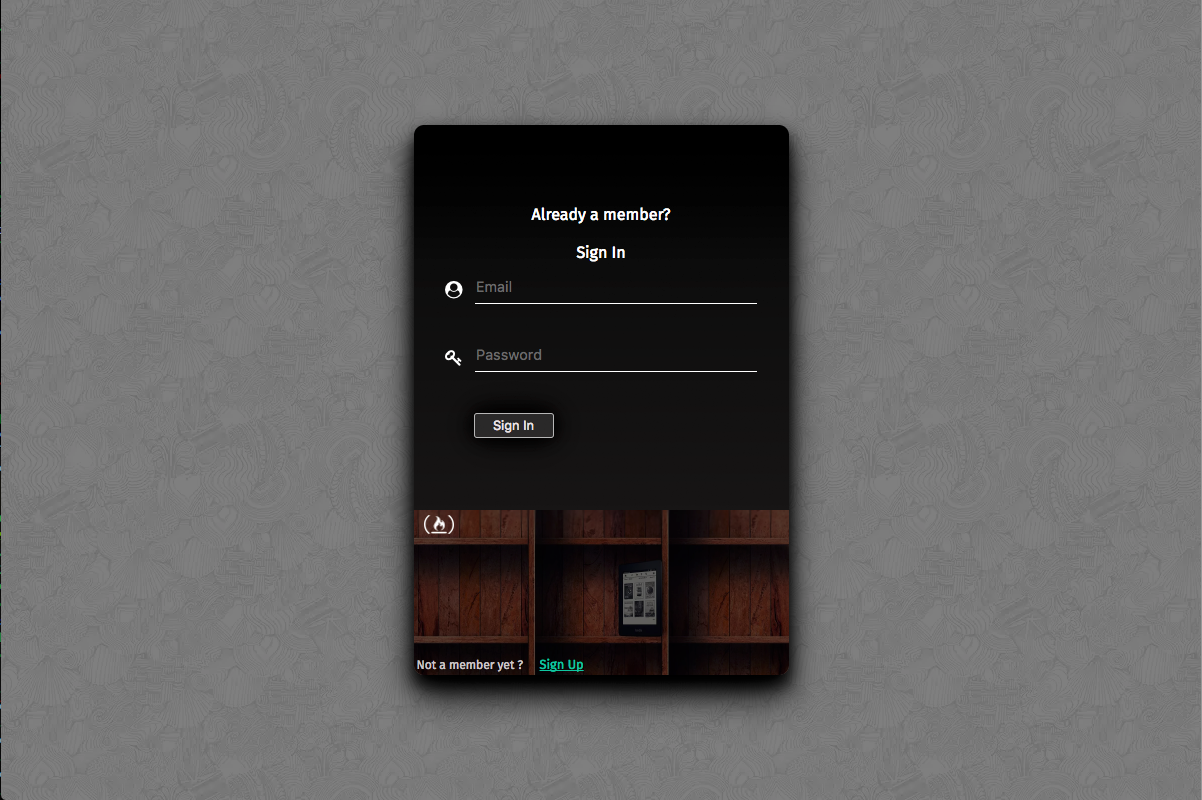 Already a member?
Sign In
Email
Password
Sign In
Not a member yet ? Sign Up